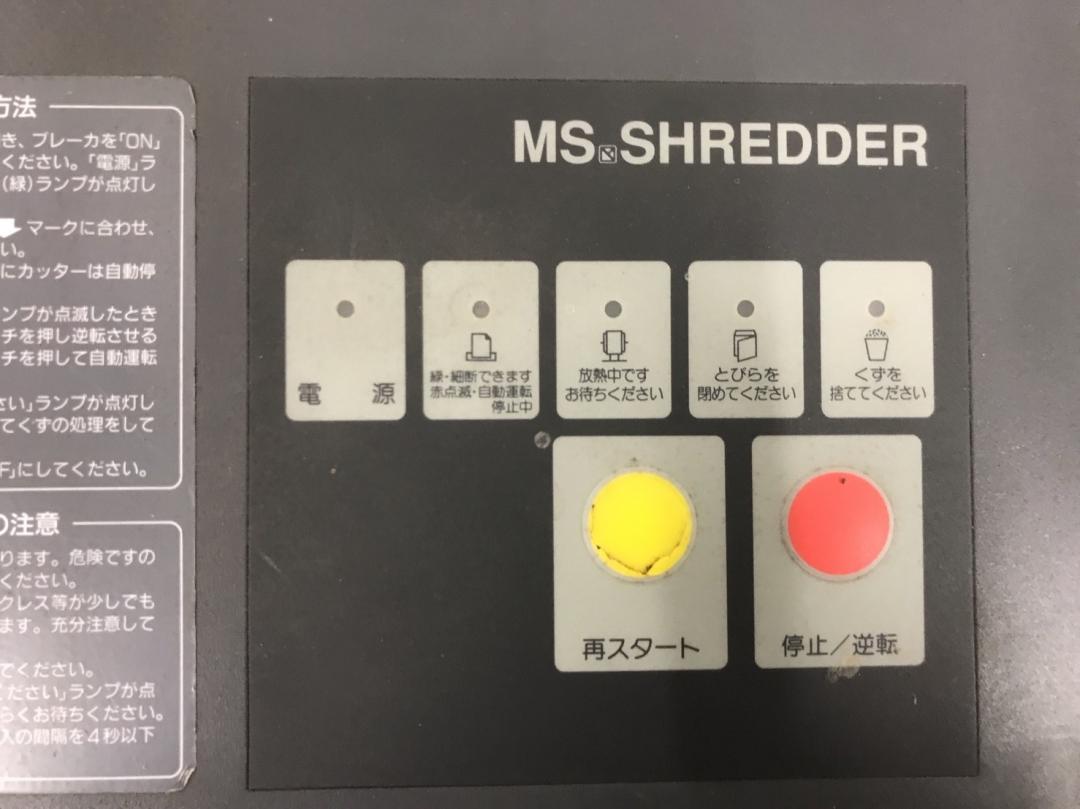 方法
き、ブレーカを「ON」
ください。「電源」ラ
(緑)ランプが点灯し
マークに合わせ、
い。
にカッターは自動停
ンプが点滅したとき
チを押し逆転させる
チを押して自動運転
さい」ランプが点灯し
てくずの処理をして
F」にしてください。
の注意
ります。危険ですの
ください。
クレス等が少しでも
ます。充分注意して
でください。
ください」ランプが点
らくお待ちください。
入の間隔を4秒以下
MS SHREDDER
電 源
緑・細断できます
赤点滅・自動運転
停止中
放熱中です
お待ちください
とびらを
閉めてください
くずを
捨ててください
再スタート
停止/逆転